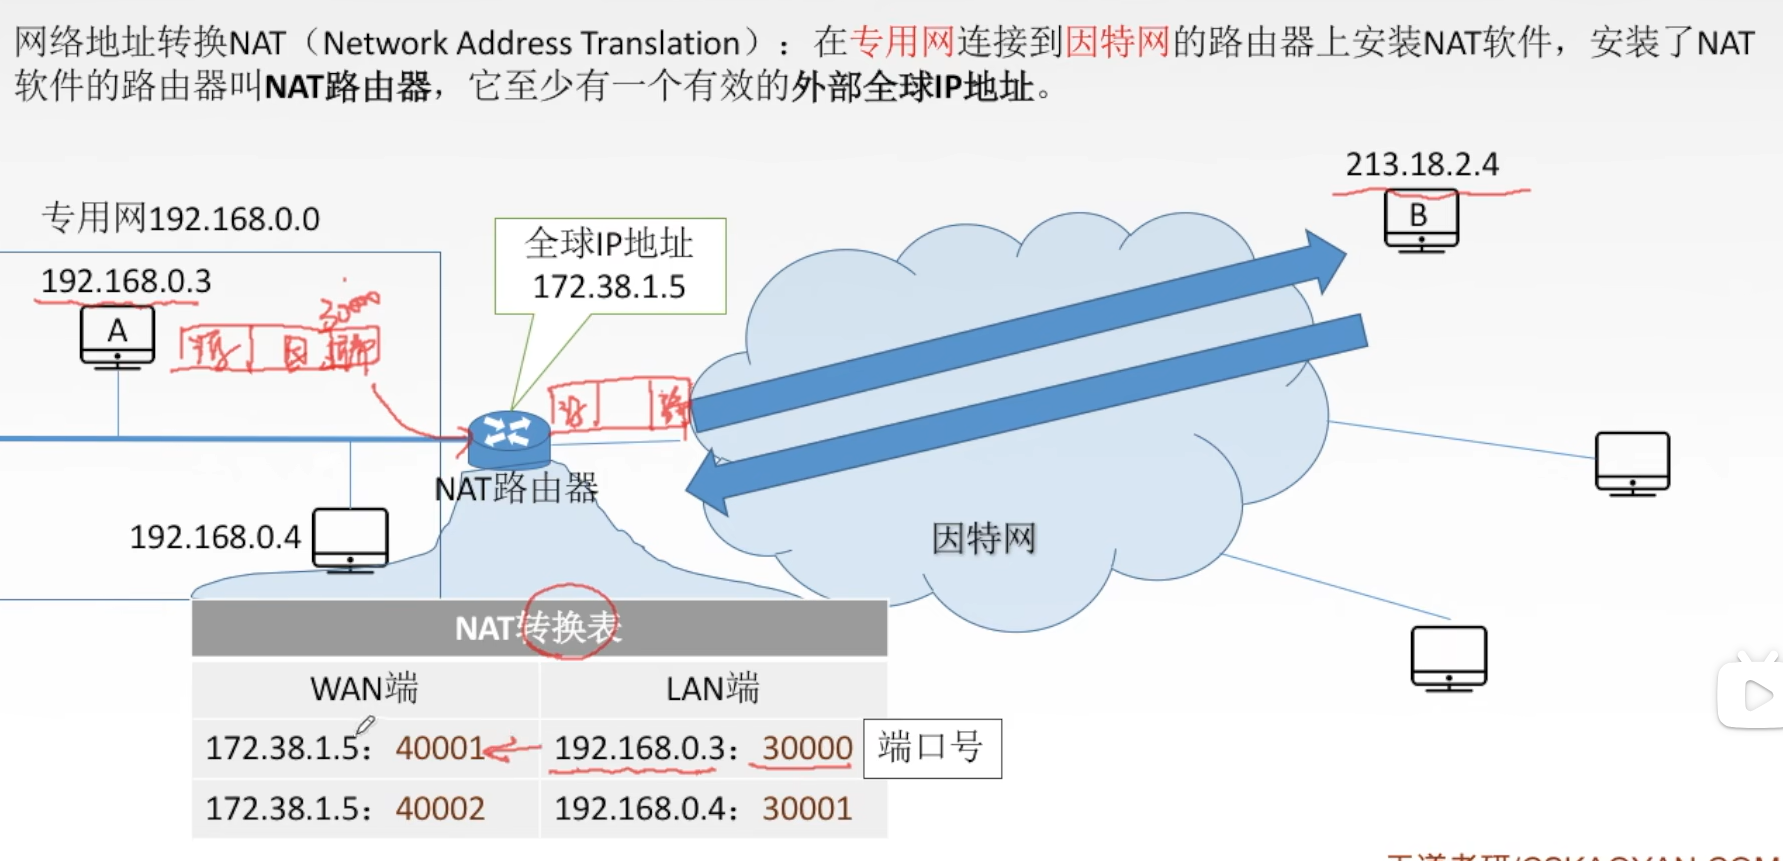 网络地址转换NAT（Network Address Translation）：在专用网连接到因特网的路由器上安装NAT软件，安装了NAT
软件的路由器叫NAT路由器，它至少有一个有效的外部全球IP地址。
213.18.2.4
B
专用网192.168.0.0
全球IP地址
172.38.1.5
192.168.0.3
A
30000
源
目
NAT路由器
192.168.0.4
因特网
NAT转换表
WAN端
LAN端
172.38.1.5：40001
192.168.0.3：30000
端口号
172.38.1.5：40002
192.168.0.4：30001